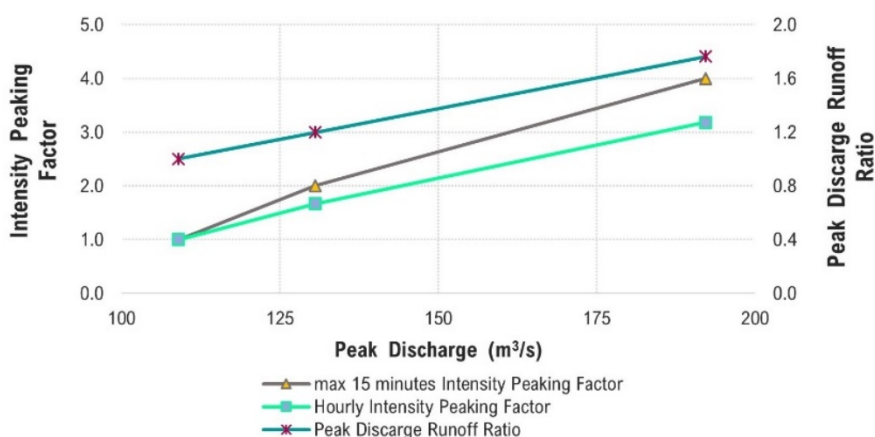 5.0
4.0
3.0
2.0
1.0
0.0
Intensity Peaking
Factor
2.0
1.6
1.2
0.8
0.4
0.0
Peak Discarge Runoff
Ratio
100 125 150 175 200
Peak Discharge (m³/s)
max 15 minutes Intensity Peaking Factor
Hourly Intensity Peaking Factor
Peak Discarge Runoff Ratio